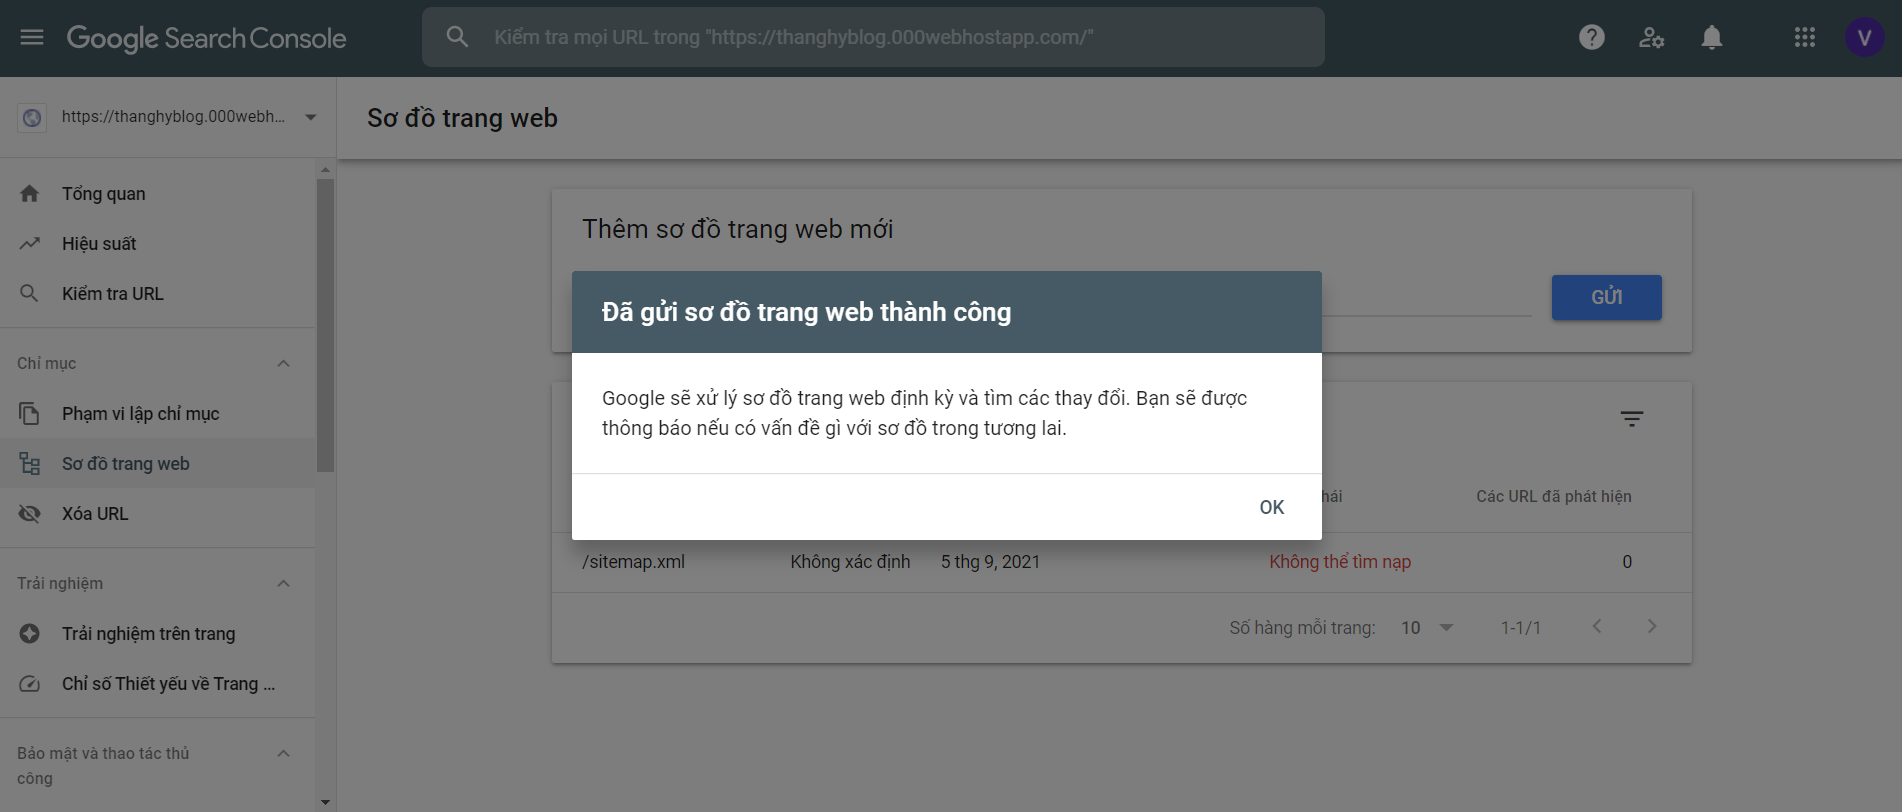 Google Search Console
Kiểm tra mọi URL trong "https://thanghyblog.000webhostapp.com/"
V
https://thanghyblog.000webh...
Sơ đồ trang web
Tổng quan
Hiệu suất
Kiểm tra URL
Chỉ mục
Phạm vi lập chỉ mục
Sơ đồ trang web
Xóa URL
Trải nghiệm
Trải nghiệm trên trang
Chỉ số Thiết yếu về Trang ...
Bảo mật và thao tác thủ
công
Thêm sơ đồ trang web mới
GỬI
Đã gửi sơ đồ trang web thành công
Google sẽ xử lý sơ đồ trang web định kỳ và tìm các thay đổi. Bạn sẽ được
thông báo nếu có vấn đề gì với sơ đồ trong tương lai.
OK
hái Các URL đã phát hiện
/sitemap.xml Không xác định 5 thg 9, 2021 Không thể tìm nạp 0
Số hàng mỗi trang: 10 1-1/1